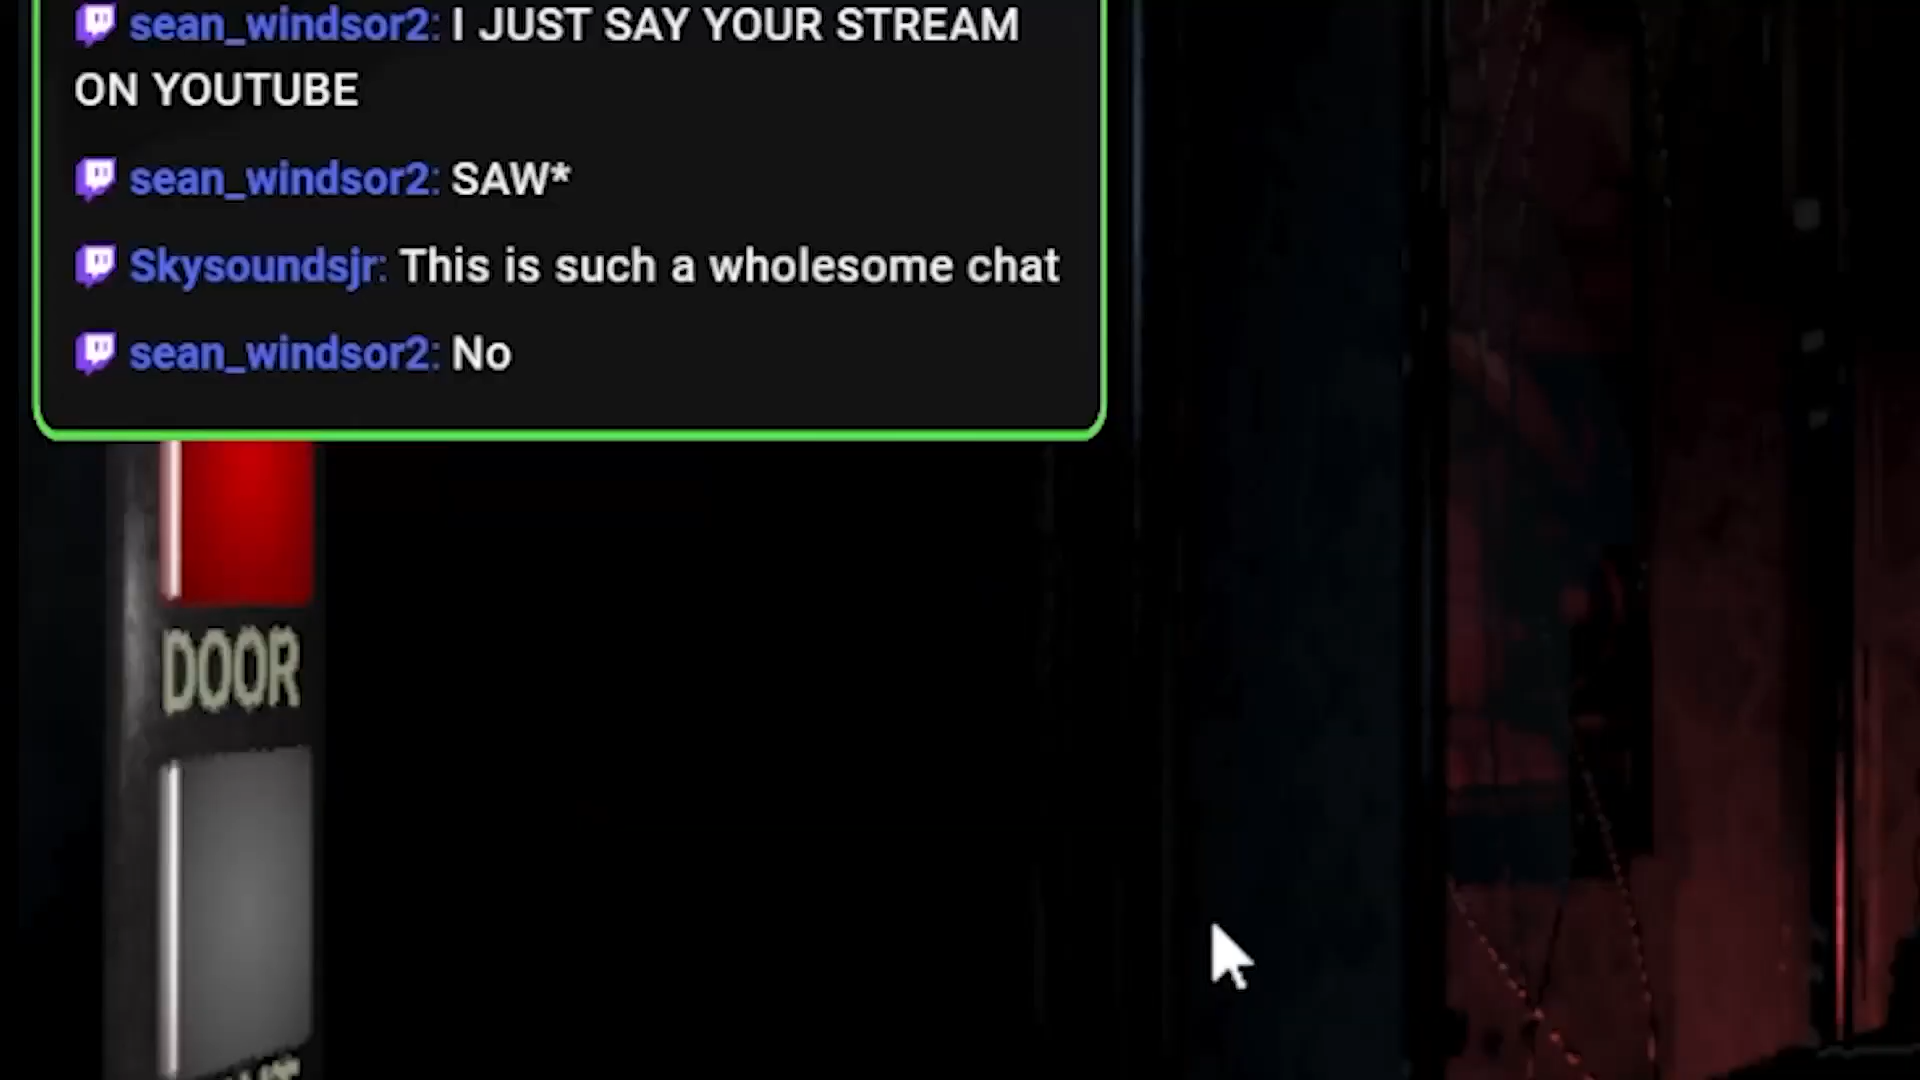 sean_windsor2: I JUST SAY YOUR STREAM
ON YOUTUBE
sean_windsor2: SAW*
Skysoundsjr: This is such a wholesome chat
sean_windsor2: No
DOOR